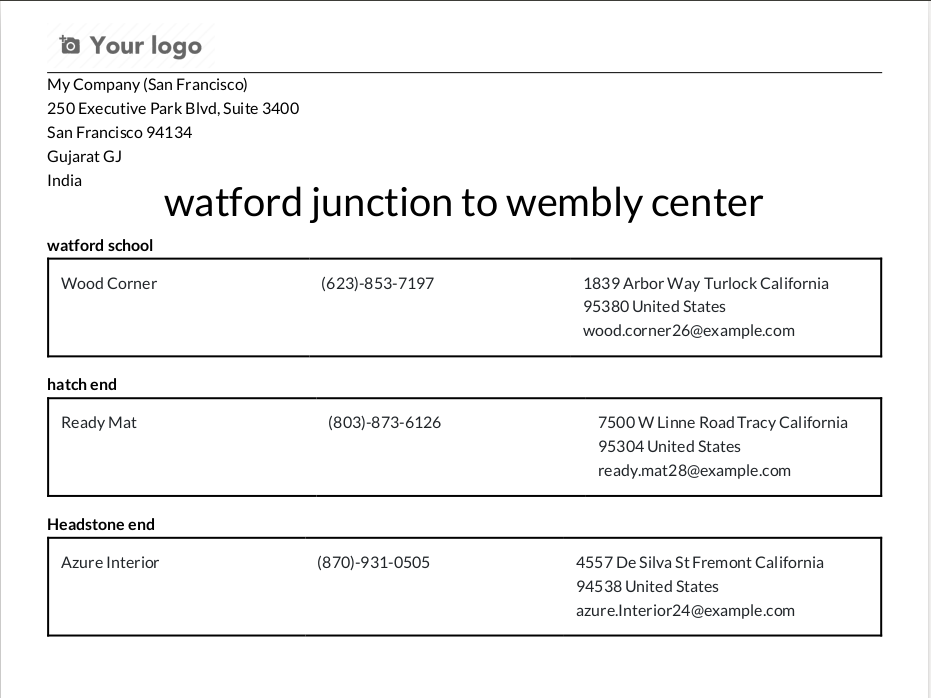 Your logo
My Company (San Francisco)
250 Executive Park Blvd, Suite 3400
San Francisco 94134
Gujarat GJ
India
watford junction to wembly center
watford school
Wood Corner (623)-853-7197 1839 Arbor Way Turlock California
95380 United States
wood.corner26@example.com
hatch end
Ready Mat (803)-873-6126 7500 W Linne Road Tracy California
95304 United States
ready.mat28@example.com
Headstone end
Azure Interior (870)-931-0505 4557 De Silva St Fremont California
94538 United States
azure.Interior24@example.com